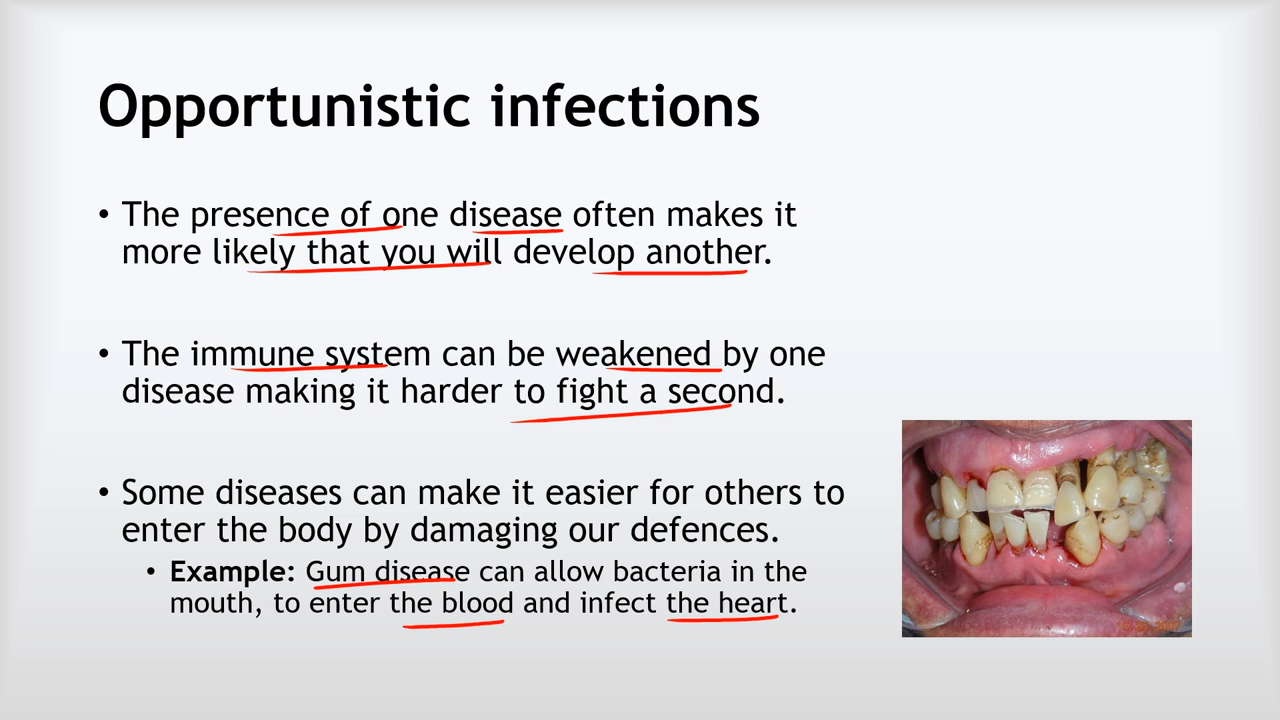 Opportunistic infections
• The presence of one disease often makes it
more likely that you will develop another.
• The immune system can be weakened by one
disease making it harder to fight a second.
• Some diseases can make it easier for others to
enter the body by damaging our defences.
• Example: Gum disease can allow bacteria in the
mouth, to enter the blood and infect the heart.